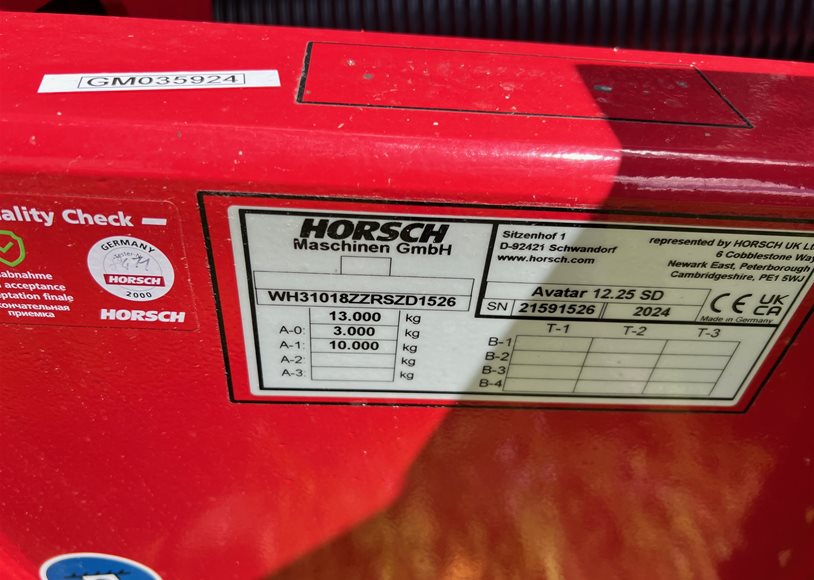 GM035924
ality Check
GERMANY
HORSCH
2000
HORSCH
abnahme
acceptance
ptation finale
приемка
HORSCH
Maschinen GmbH
WH31018ZZRSZD1526
13.000 kg
A-0: 3.000 kg
A-1: 10.000 kg
A-2: kg
A-3: kg
Sitzenhof 1
D-92421 Schwandorf
www.horsch.com
represented by HORSCH UK
6 Cobblestone Way
Newark East, Peterborough
Cambridgeshire, PE1 5WJ
Avatar 12.25 SD
SN 21591526 2024
CE UK CA
Made in Germany
T-1 T-2 T-3
B-1
B-2
B-3
B-4